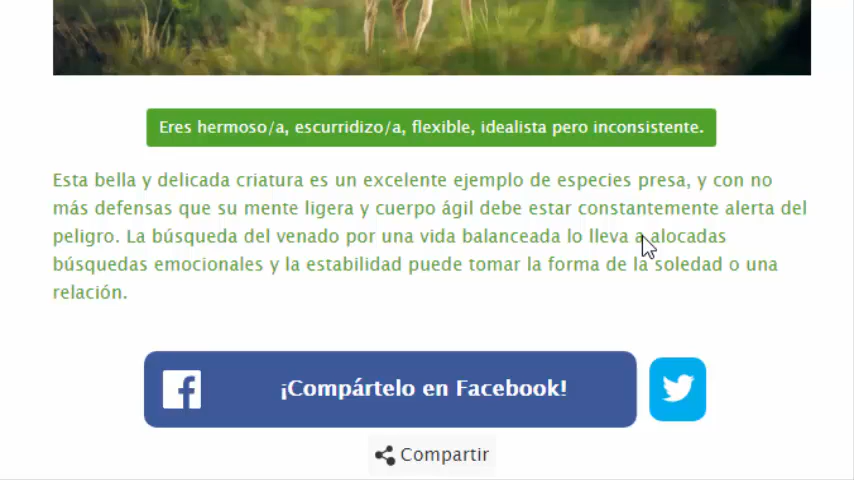 Eres hermoso/a, escurridizo/a, flexible, idealista pero inconsistente.
Esta bella y delicada criatura es un excelente ejemplo de especies presa, y con no
más defensas que su mente ligera y cuerpo ágil debe estar constantemente alerta del
peligro. La búsqueda del venado por una vida balanceada lo lleva a alocadas
búsquedas emocionales y la estabilidad puede tomar la forma de la soledad o una
relación.
¡Compártelo en Facebook!
Compartir